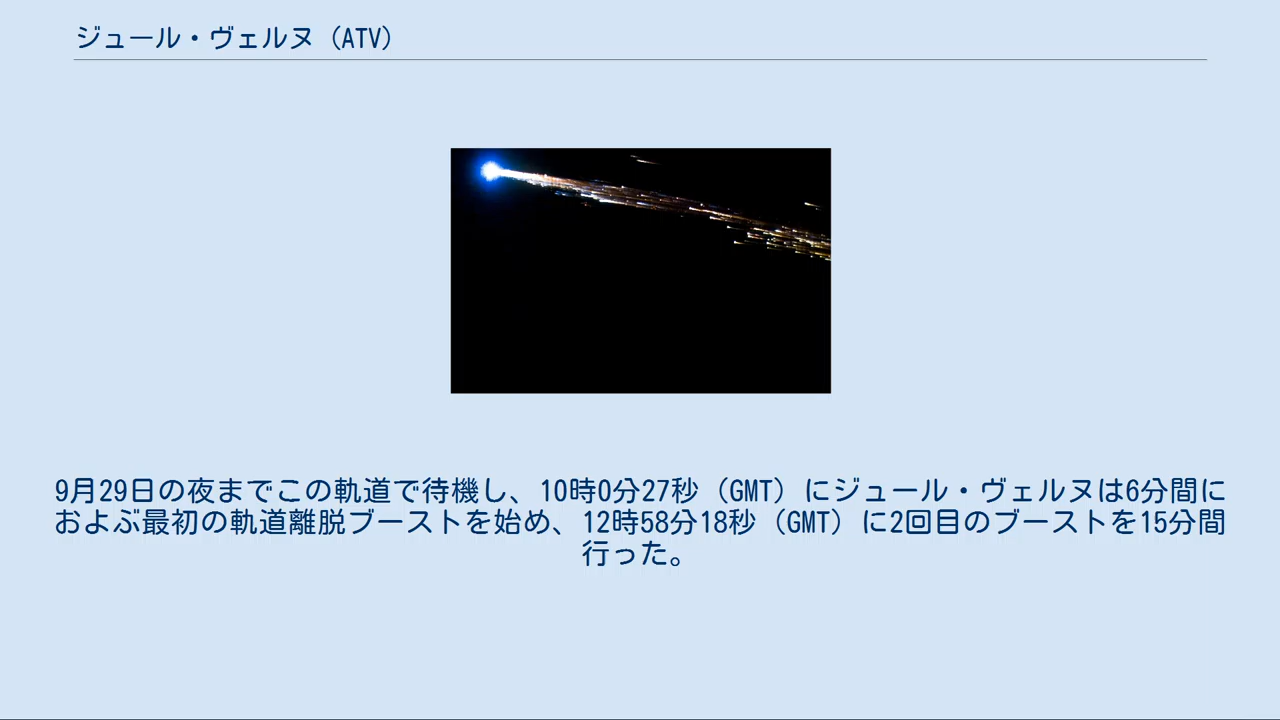 ジュール・ヴェルヌ（ATV）
9月29日の夜までこの軌道で待機し、10時0分27秒（GMT）にジュール・ヴェルヌは6分間に
およぶ最初の軌道離脱ブーストを始め、12時58分18秒（GMT）に2回目のブーストを15分間
行った。